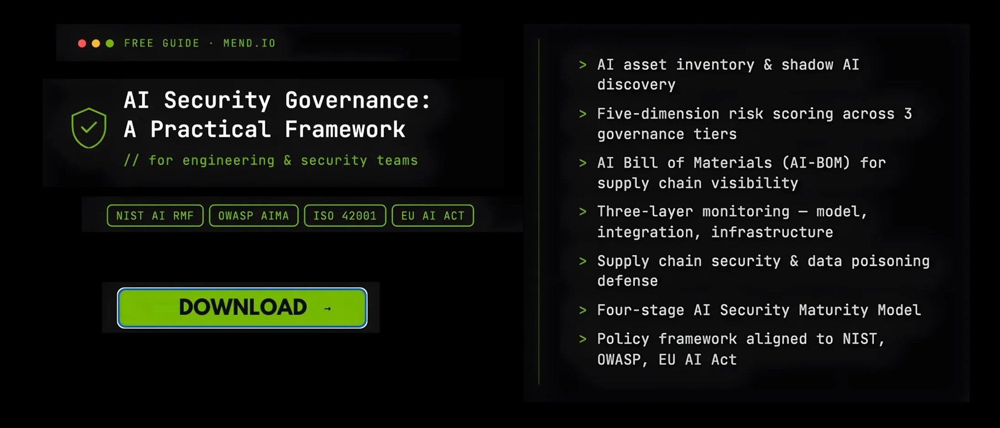 FREE GUIDE · MEND.IO
AI Security Governance:
A Practical Framework
// for engineering & security teams
NIST AI RMF
OWASP AIMA
ISO 42001
EU AI ACT
DOWNLOAD →
> AI asset inventory & shadow AI
discovery
> Five-dimension risk scoring across 3
governance tiers
> AI Bill of Materials (AI-BOM) for
supply chain visibility
> Three-layer monitoring — model,
integration, infrastructure
> Supply chain security & data poisoning
defense
> Four-stage AI Security Maturity Model
> Policy framework aligned to NIST,
OWASP, EU AI Act